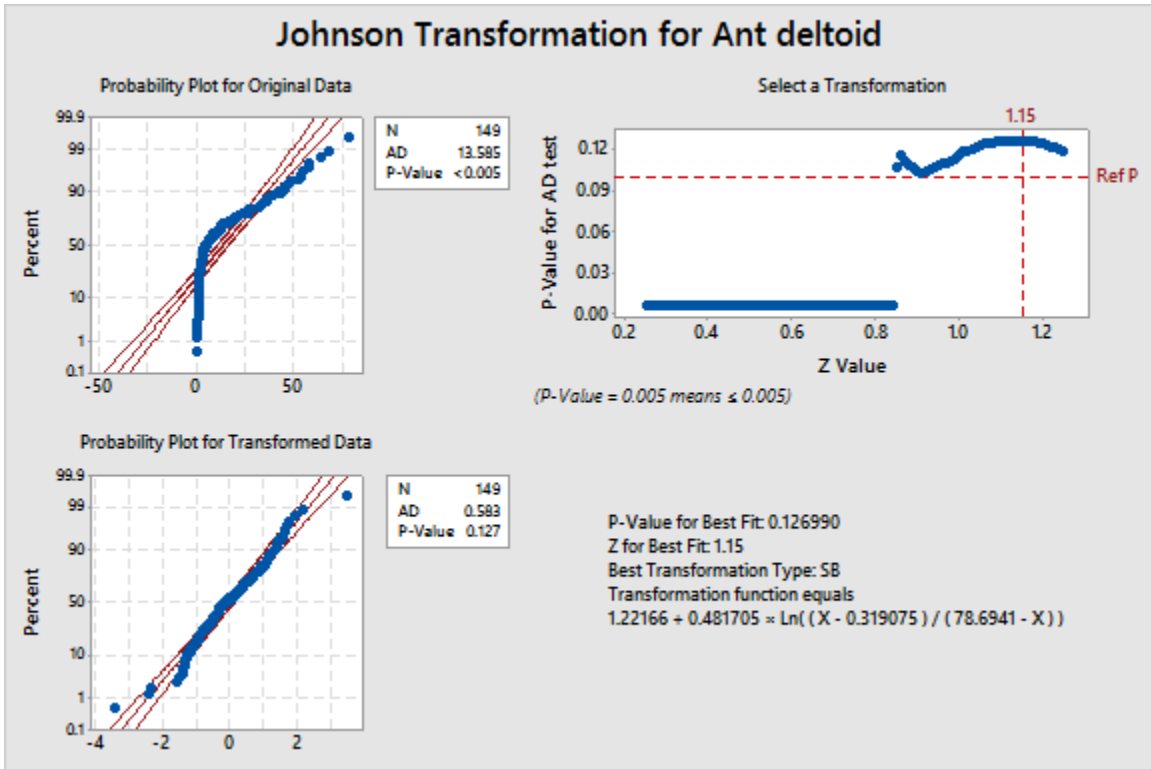 Johnson Transformation for Ant deltoid
Probability Plot for Original Data
99.9
99
90
50
10
1
0.1
Percent
-50
0
50
N 149
AD 13.585
P-Value <0.005
Select a Transformation
1.15
0.12
0.09
0.06
0.03
0.00
P-Value for AD test
Ref P
0.2
0.4
0.6
0.8
1.0
1.2
Z Value
(P-Value = 0.005 means ≤ 0.005)
Probability Plot for Transformed Data
99.9
99
90
50
10
1
0.1
Percent
-4
-2
0
2
N 149
AD 0.583
P-Value 0.127
P-Value for Best Fit: 0.126990
Z for Best Fit: 1.15
Best Transformation Type: SB
Transformation function equals
1.22166 + 0.481705 × Ln( ( X - 0.319075 ) / ( 78.6941 - X ) )